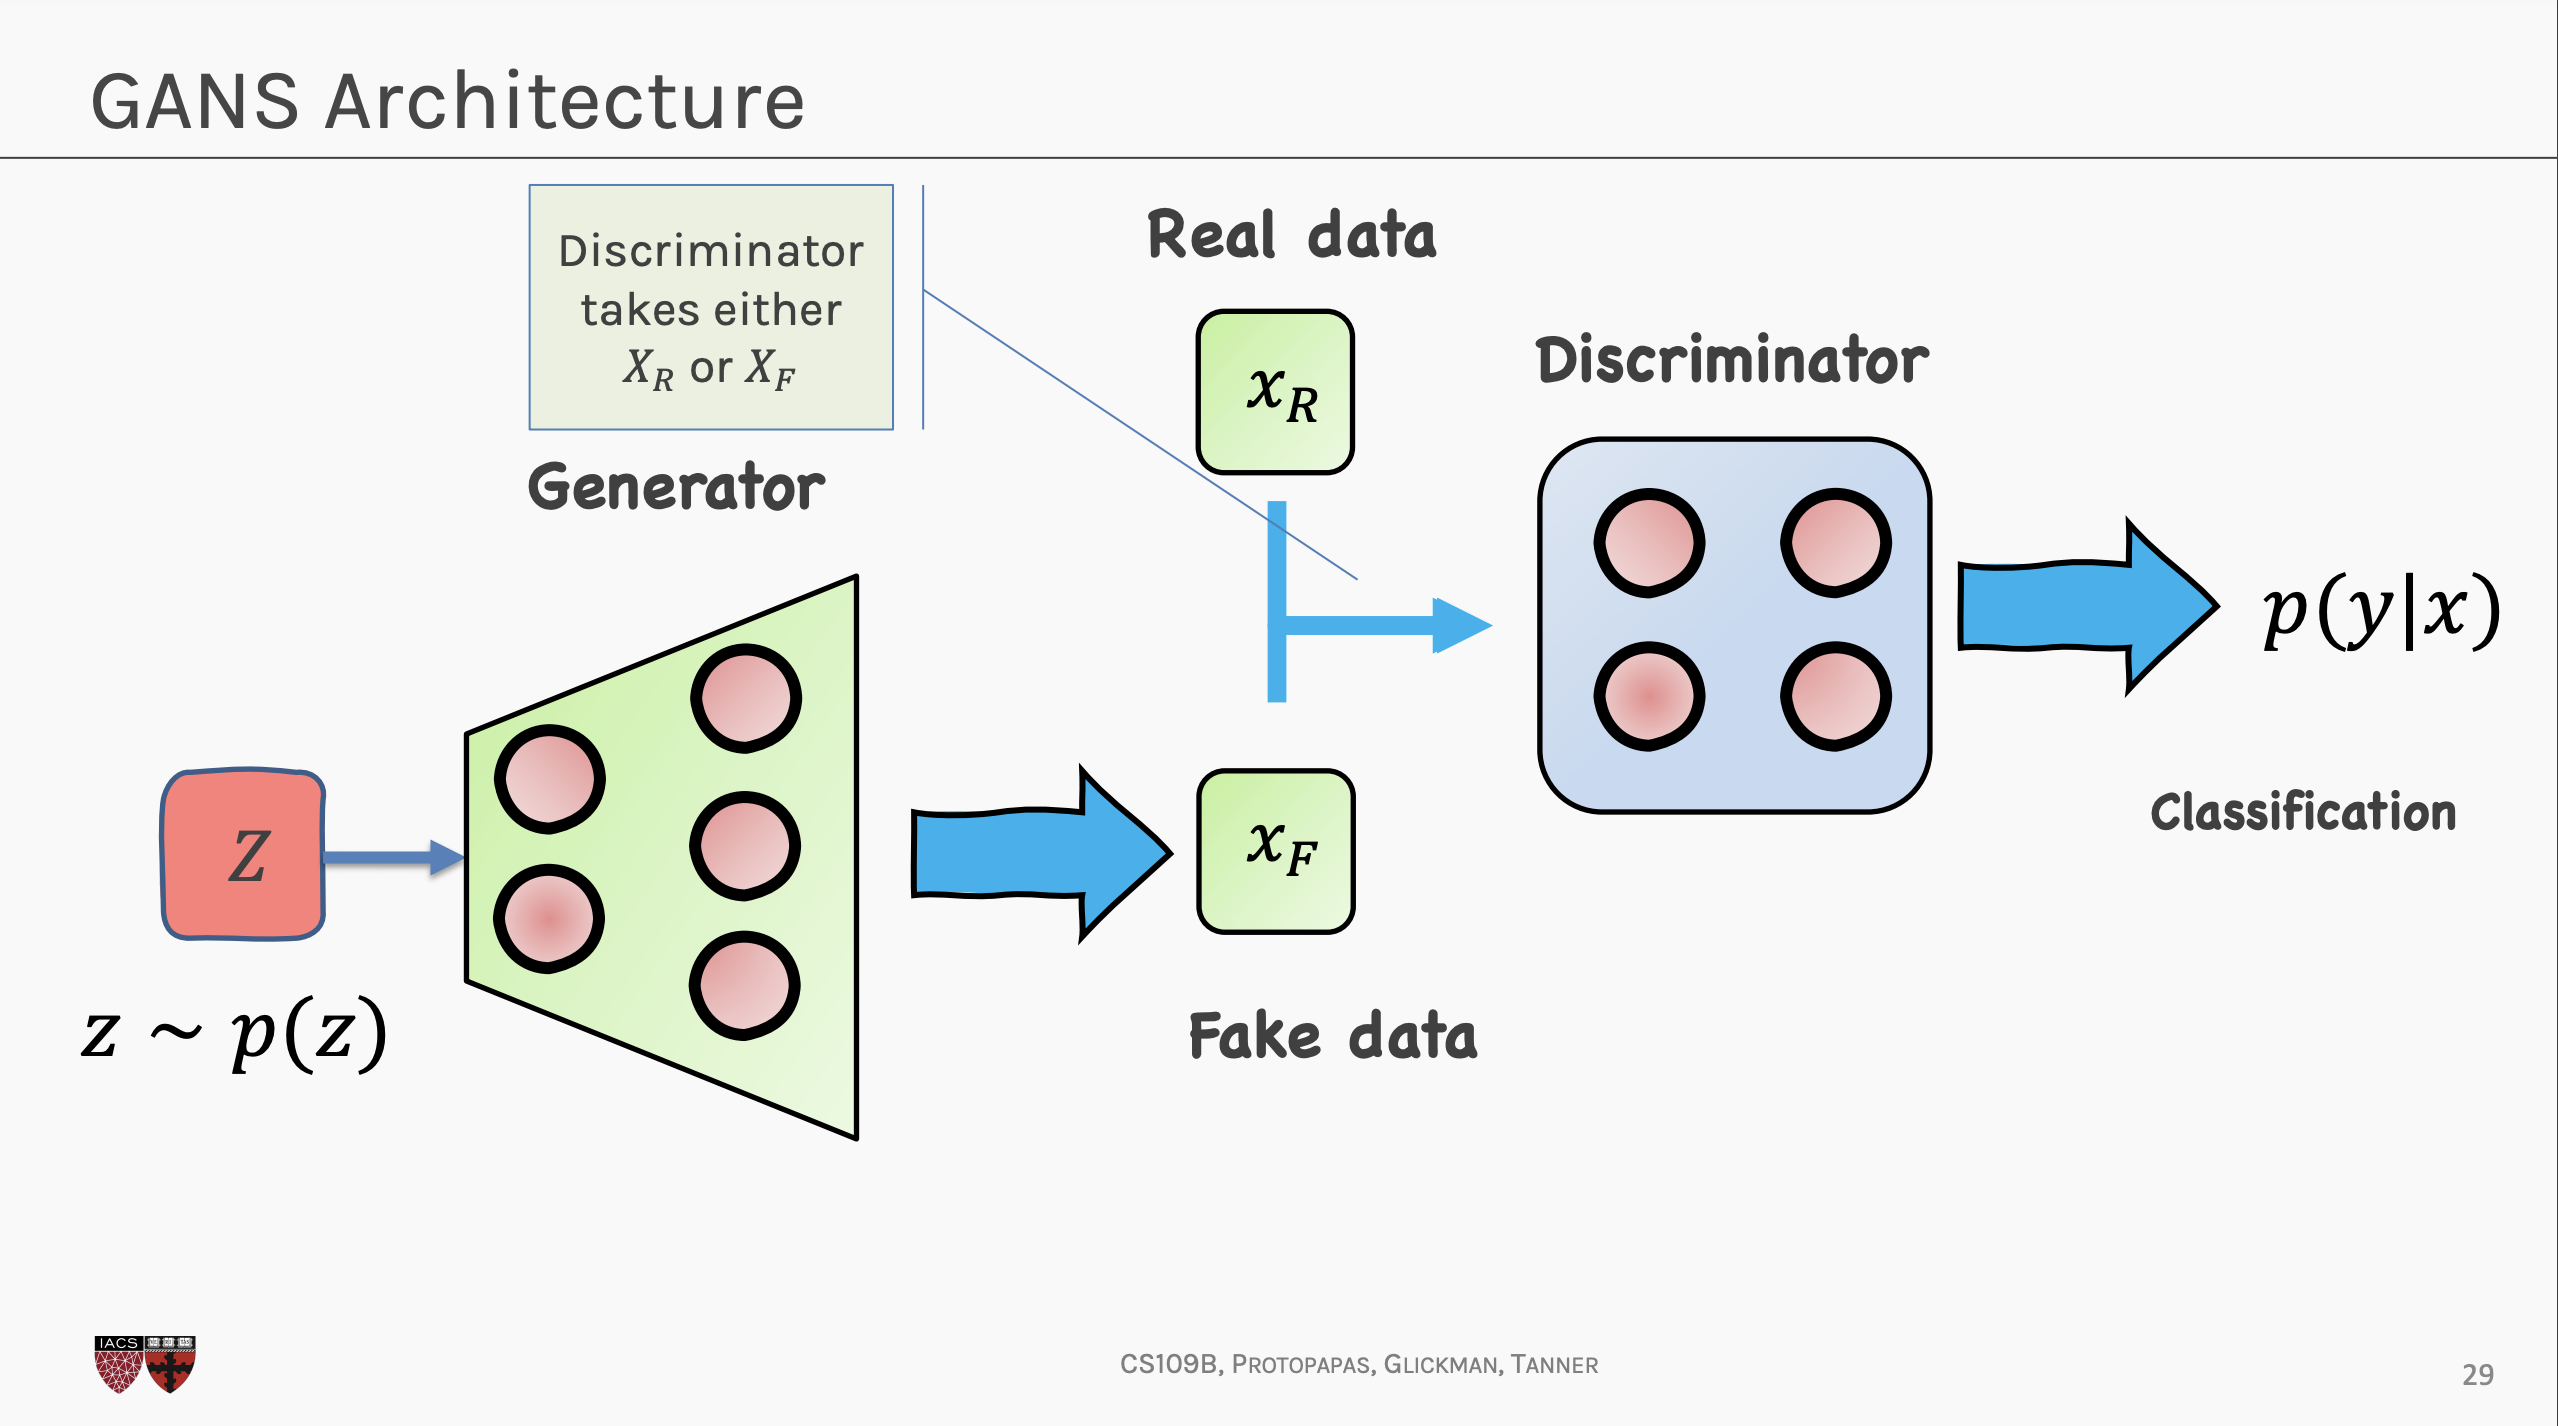 GANS Architecture
Discriminator
takes either
X_R or X_F
Real data
x_R
Discriminator
Generator
p(y|x)
Z
x_F
Classification
z ~ p(z)
Fake data
IACS
CS109B, PROTOPAPAS, GLICKMAN, TANNER
29